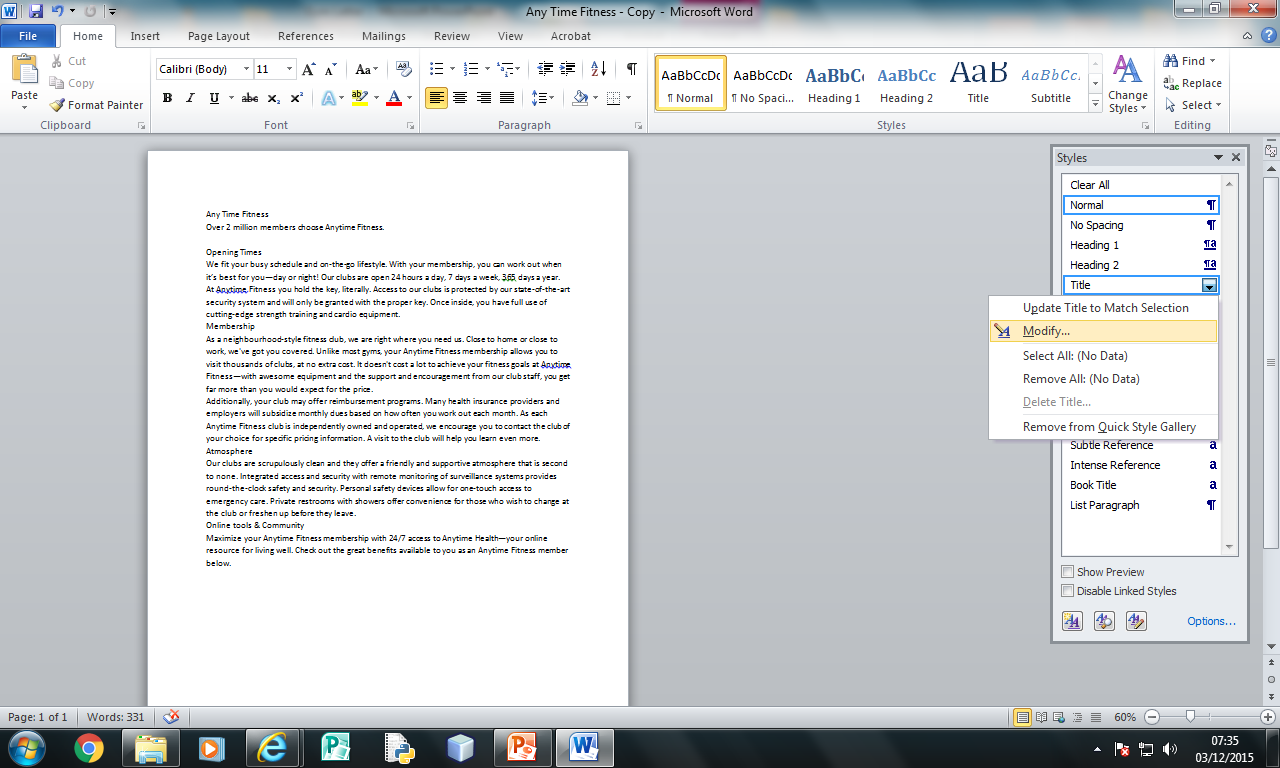 Any Time Fitness - Copy - Microsoft Word
File Home Insert Page Layout References Mailings Review View Acrobat
Cut
Calibri (Body) 11
Aa
AaBbCcDc AaBbCcDc AaBbCc AaBbCc AaB AaBbCc.
Find
Copy
Replace
Paste
Format Painter
B I U abc x₂ x² A ab A
¶ Normal ¶ No Spaci... Heading 1 Heading 2 Title Subtitle
Change Styles
Select
Clipboard Font Paragraph Styles Editing
Any Time Fitness
Over 2 million members choose Anytime Fitness.
Opening Times
We fit your busy schedule and on-the-go lifestyle. With your membership, you can work out when
it's best for you—day or night! Our clubs are open 24 hours a day, 7 days a week, 365 days a year.
At Anytime Fitness you hold the key, literally. Access to our clubs is protected by our state-of-the-art
security system and will only be granted with the proper key. Once inside, you have full use of
cutting-edge strength training and cardio equipment.
Membership
As a neighbourhood-style fitness club, we are right where you need us. Close to home or close to
work, we've got you covered. Unlike most gyms, your Anytime Fitness membership allows you to
visit thousands of clubs, at no extra cost. It doesn't cost a lot to achieve your fitness goals at Anytime
Fitness—with awesome equipment and the support and encouragement from our club staff, you get
far more than you would expect for the price.
Additionally, your club may offer reimbursement programs. Many health insurance providers and
employers will subsidize monthly dues based on how often you work out each month. As each
Anytime Fitness club is independently owned and operated, we encourage you to contact the club of
your choice for specific pricing information. A visit to the club will help you learn even more.
Atmosphere
Our clubs are scrupulously clean and they offer a friendly and supportive atmosphere that is second
to none. Integrated access and security with remote monitoring of surveillance systems provides
round-the-clock safety and security. Personal safety devices allow for one-touch access to
emergency care. Private restrooms with showers offer convenience for those who wish to change at
the club or freshen up before they leave.
Online tools & Community
Maximize your Anytime Fitness membership with 24/7 access to Anytime Health—your online
resource for living well. Check out the great benefits available to you as an Anytime Fitness member
below.
Styles
Clear All
Normal ¶
No Spacing ¶
Heading 1 ¶a
Heading 2 ¶a
Title
Update Title to Match Selection
Modify...
Select All: (No Data)
Remove All: (No Data)
Delete Title...
Remove from Quick Style Gallery
Subtle Reference a
Intense Reference a
Book Title a
List Paragraph ¶
Show Preview
Disable Linked Styles
Options...
Page: 1 of 1 Words: 331
60%
07:35
03/12/2015